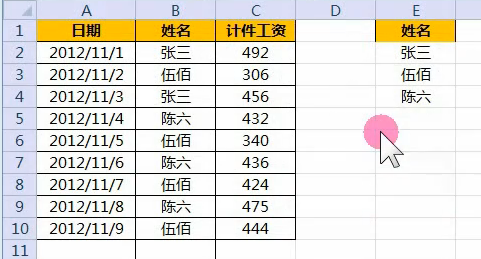 A B C D E
1 日期 姓名 计件工资 姓名
2 2012/11/1 张三 492 张三
3 2012/11/2 伍佰 306 伍佰
4 2012/11/3 张三 456 陈六
5 2012/11/4 陈六 432
6 2012/11/5 伍佰 340
7 2012/11/6 陈六 436
8 2012/11/7 伍佰 424
9 2012/11/8 陈六 475
10 2012/11/9 伍佰 444
11